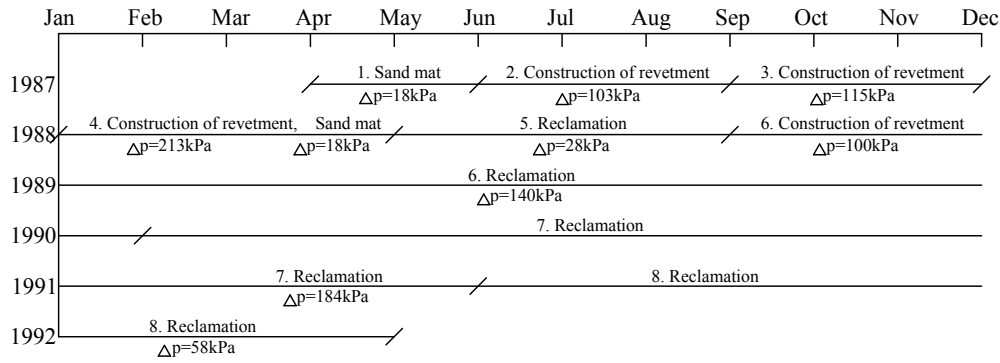 Jan Feb Mar Apr May Jun Jul Aug Sep Oct Nov Dec
1. Sand mat 2. Construction of revetment 3. Construction of revetment
1987
△p=18kPa △p=103kPa △p=115kPa
4. Construction of revetment, Sand mat 5. Reclamation 6. Construction of revetment
1988
△p=213kPa △p=18kPa △p=28kPa △p=100kPa
6. Reclamation
1989
△p=140kPa
7. Reclamation
1990
7. Reclamation 8. Reclamation
1991
△p=184kPa
8. Reclamation
1992
△p=58kPa